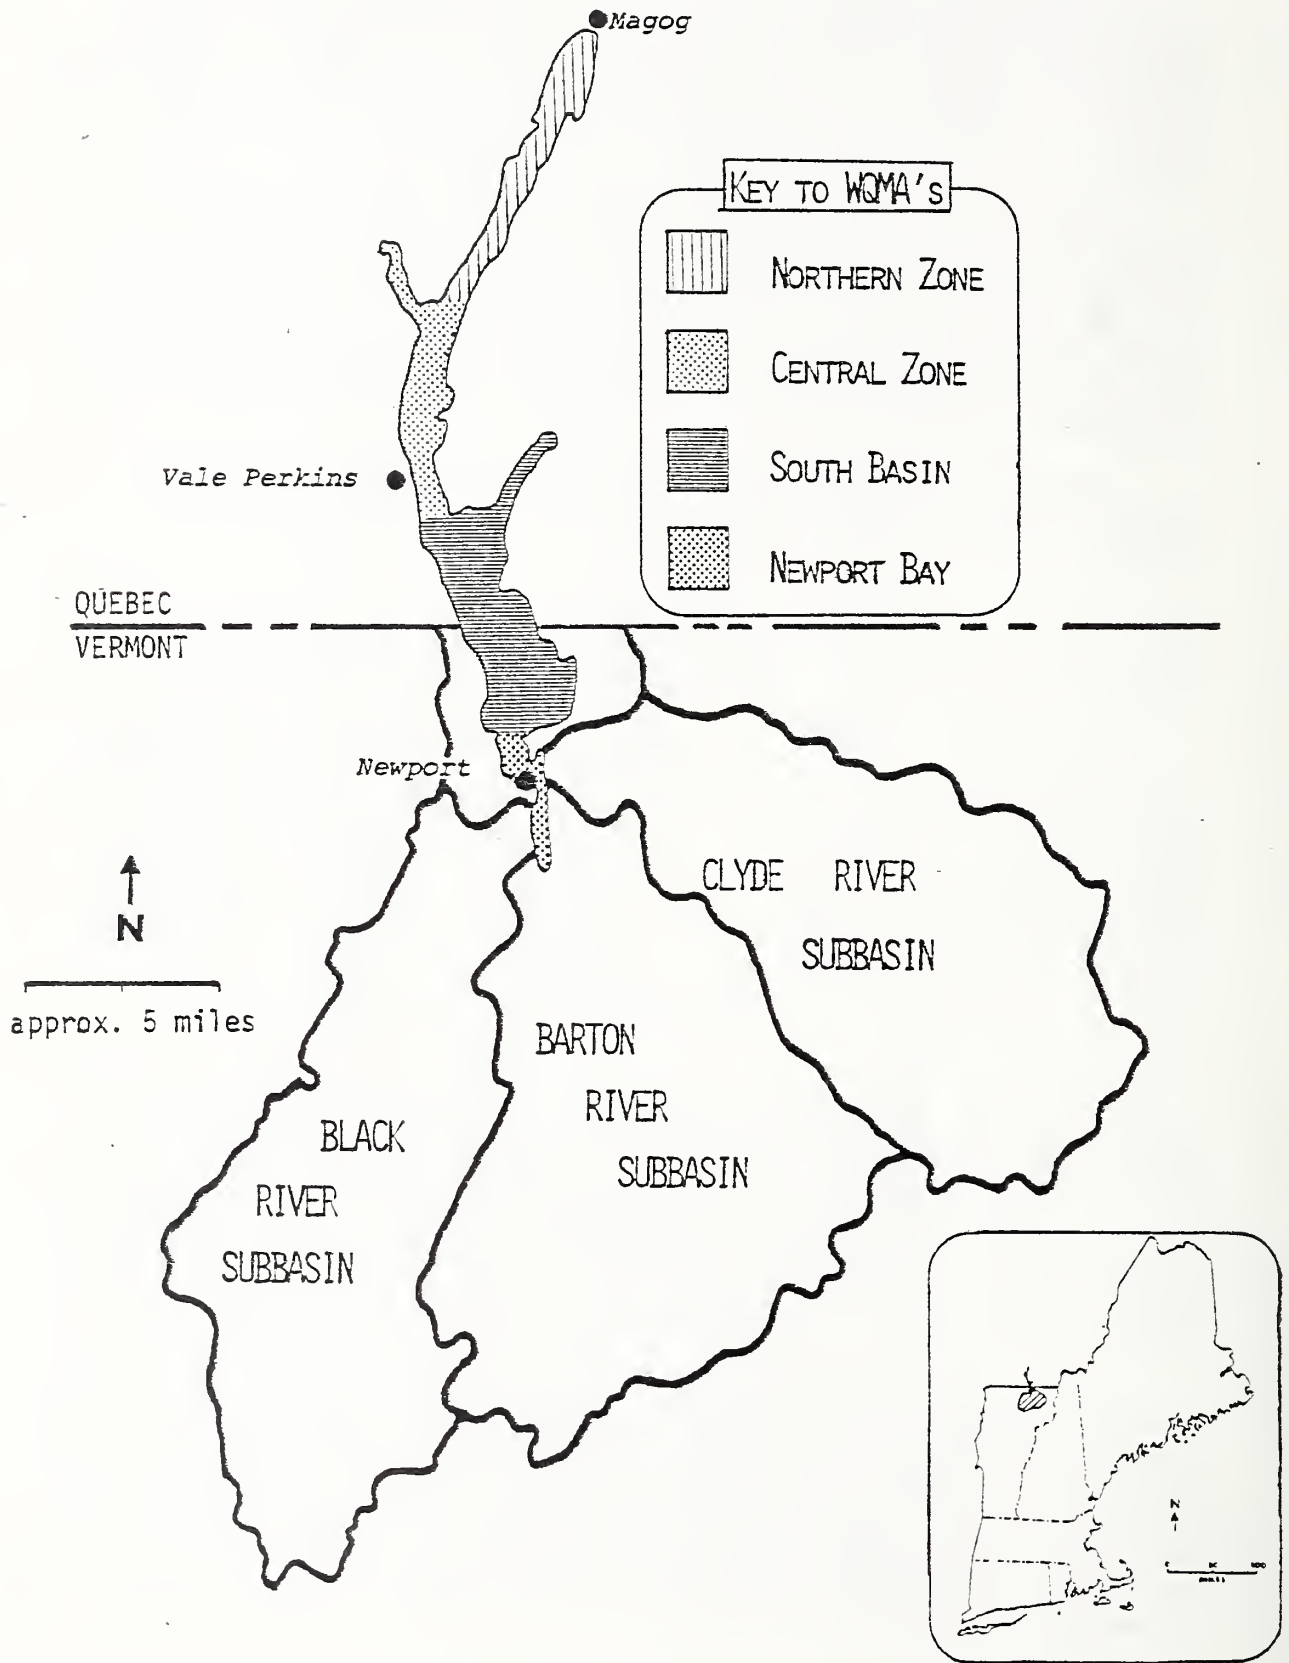 Magog
KEY TO WQMA'S
NORTHERN ZONE
CENTRAL ZONE
SOUTH BASIN
NEWPORT BAY
Vale Perkins
QUEBEC
VERMONT
Newport
N
approx. 5 miles
CLYDE RIVER
SUBBASIN
BARTON
RIVER
SUBBASIN
BLACK
RIVER
SUBBASIN
N